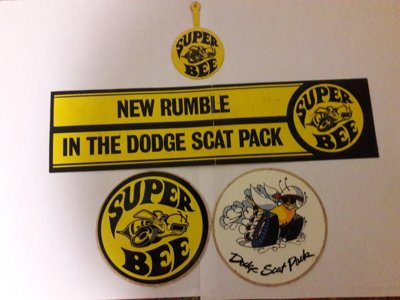 SUPER
BEE
NEW RUMBLE
IN THE DODGE SCAT PACK
SUPER
BEE
SUPER
BEE
Dodge Scat Pack